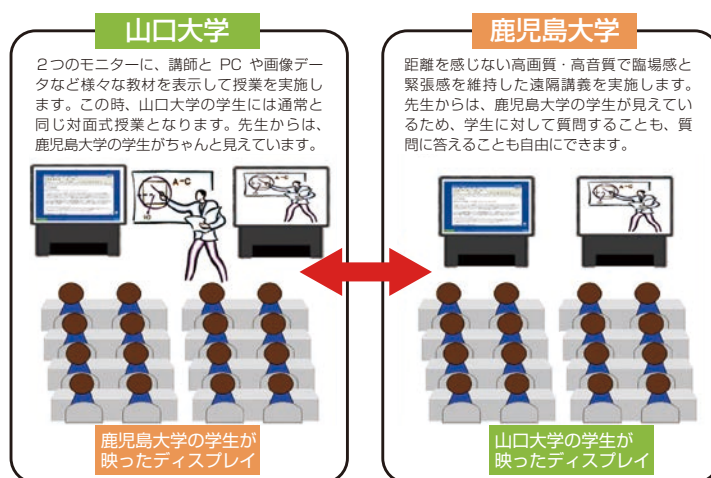 山口大学
2つのモニターに、講師と PC や画像デー
タなど様々な教材を表示して授業を実施し
ます。この時、山口大学の学生には通常と
同じ対面式授業となります。先生からは、
鹿児島大学の学生がちゃんと見えています。
A-C
A-C
鹿児島大学の学生が
映ったディスプレイ
鹿児島大学
距離を感じない高画質・高音質で臨場感と
緊張感を維持した遠隔講義を実施します。
先生からは、鹿児島大学の学生が見えてい
るため、学生に対して質問することも、質
問に答えることも自由にできます。
A-C
山口大学の学生が
映ったディスプレイ